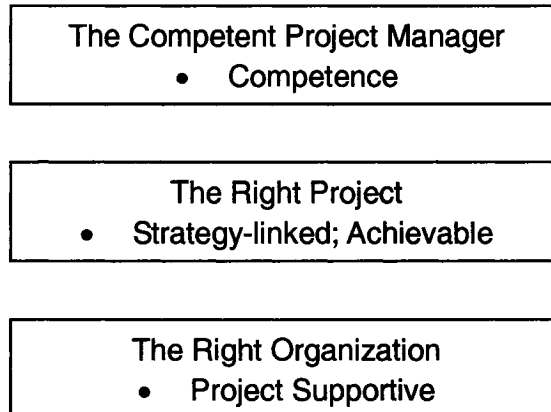 The Competent Project Manager
• Competence
The Right Project
• Strategy-linked; Achievable
The Right Organization
• Project Supportive